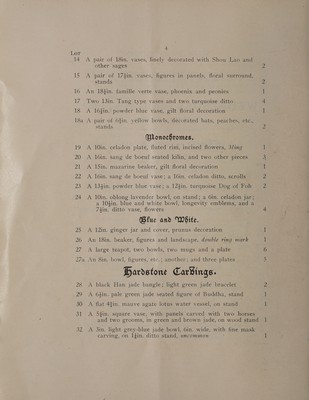 4
Lot
14 A pair of 18in. vases, finely decorated with Shou Lao and
other sages 2
15 A pair of 17½in. vases, figures in panels, floral surround,
stands 2
16 An 18½in. famille verte vase, phoenix and peonies 1
17 Two 13in. Tang type vases and two turquoise ditto 4
18 A 16½in. powder blue vase, gilt floral decoration 1
18a A pair of 6½in. yellow bowls, decorated bats, peaches, etc.,
stands 2
Monochromes.
19 A 10in. celadon plate, fluted rist, incised flowers, Ming 1
20 A 16in. sang de boeuf seated kilin, and two other pieces 3
21 A 15in. mazarine beaker, gilt floral decoration 1
22 A 16in. sang de boeuf vase; a 16in. celadon ditto, scrolls 2
23 A 15½in. powder blue vase; a 12½in. turquoise Dog of Foh 2
24 A 10in. oblong lavender bowl, on stand; a 6in. celadon jar;
a 10in. blue and white bowl, longevity emblems, and a
7½in. ditto vase, flowers 4
Blue and White.
25 A 12in. ginger jar and cover, prunus decoration 1
26 An 18in. beaker, figures and landscape, double ring mark 1
27 A large teapot, two bowls, two mugs and a plate 6
27a An 8in. bowl, figures, etc.; another; and three plates 5
Hardstone Carvings.
28 A black Han jade bangle; light green jade bracelet 2
29 A 6½in. pale green jade seated figure of Buddha, stand 1
30 A flat 4½in. mauve agate lotus water vessel, on stand 1
31 A 5½in. square vase, with panels carved with two horses
and two grooms, in green and brown jade, on wood stand 1
32 A 3in. light grey-blue jade bowl, 6in. wide, with fine mask
carving, on 1½in. ditto stand, uncommon 1